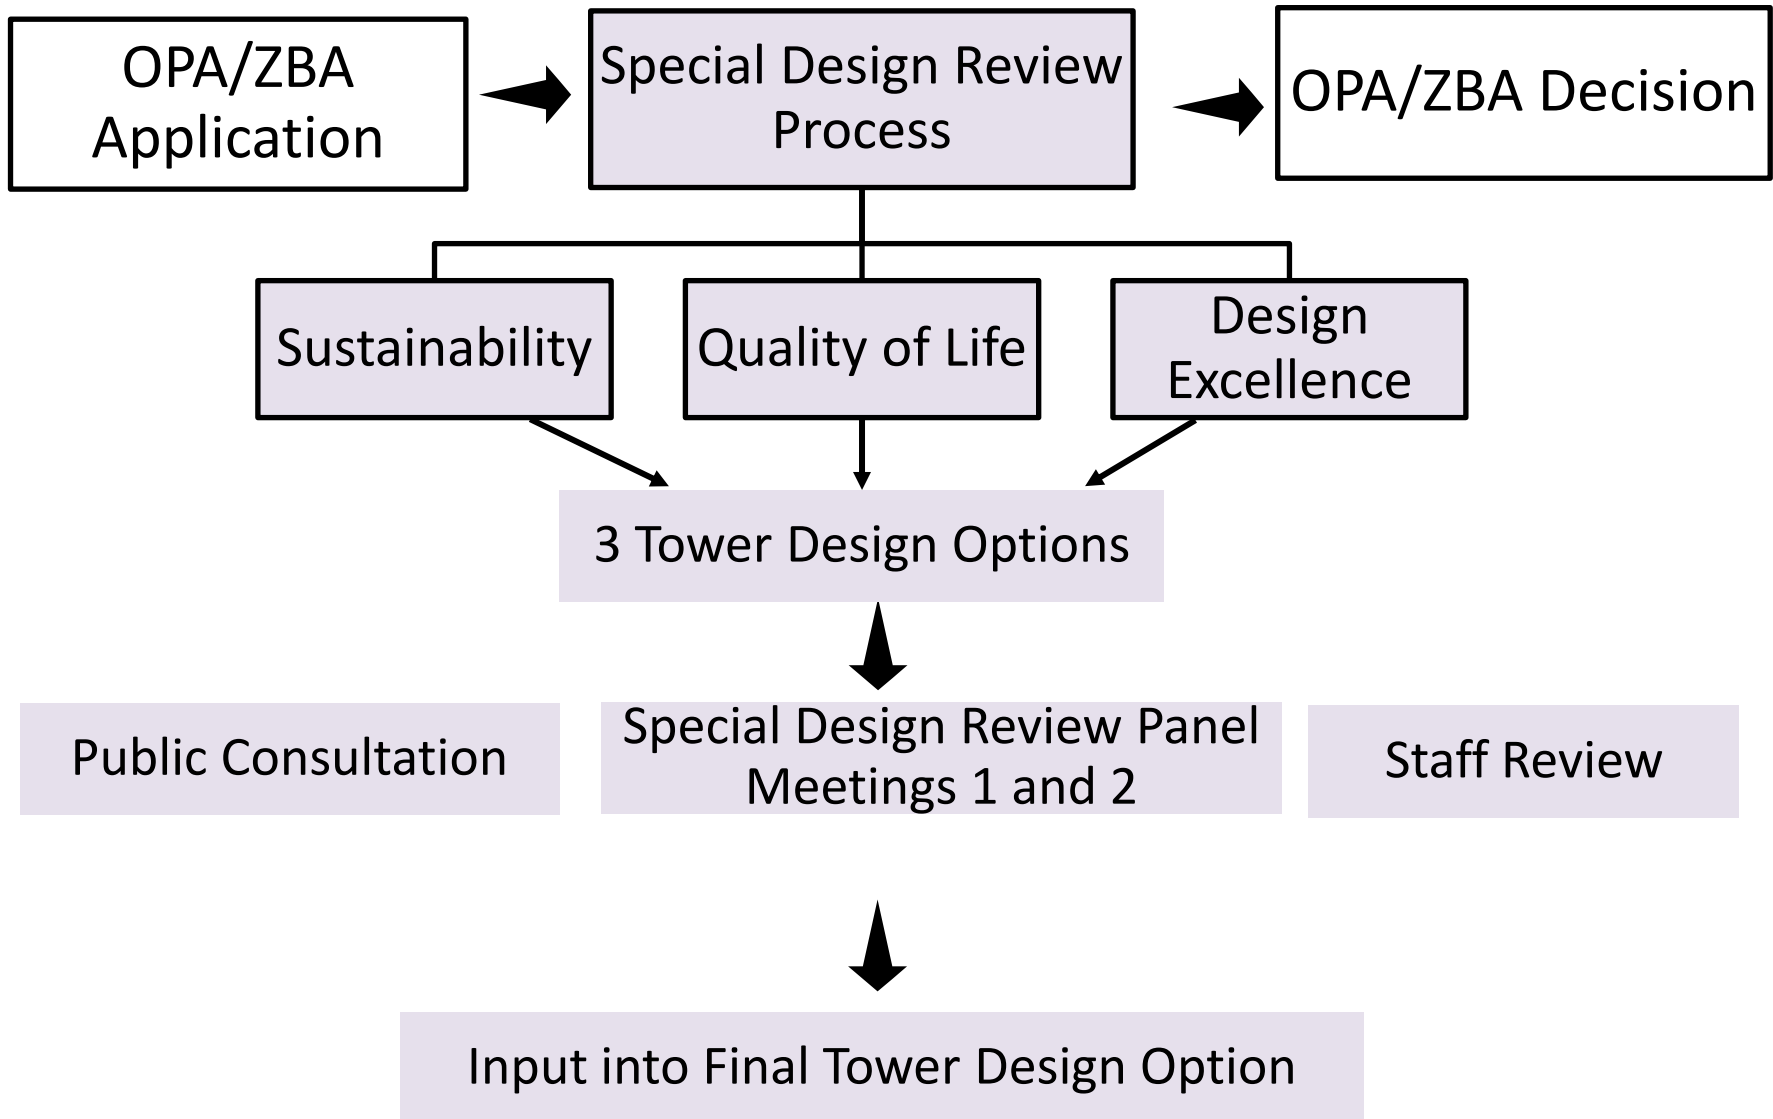 OPA/ZBA
Application
Special Design Review
Process
OPA/ZBA Decision
Sustainability
Quality of Life
Design
Excellence
3 Tower Design Options
Public Consultation
Special Design Review Panel
Meetings 1 and 2
Staff Review
Input into Final Tower Design Option